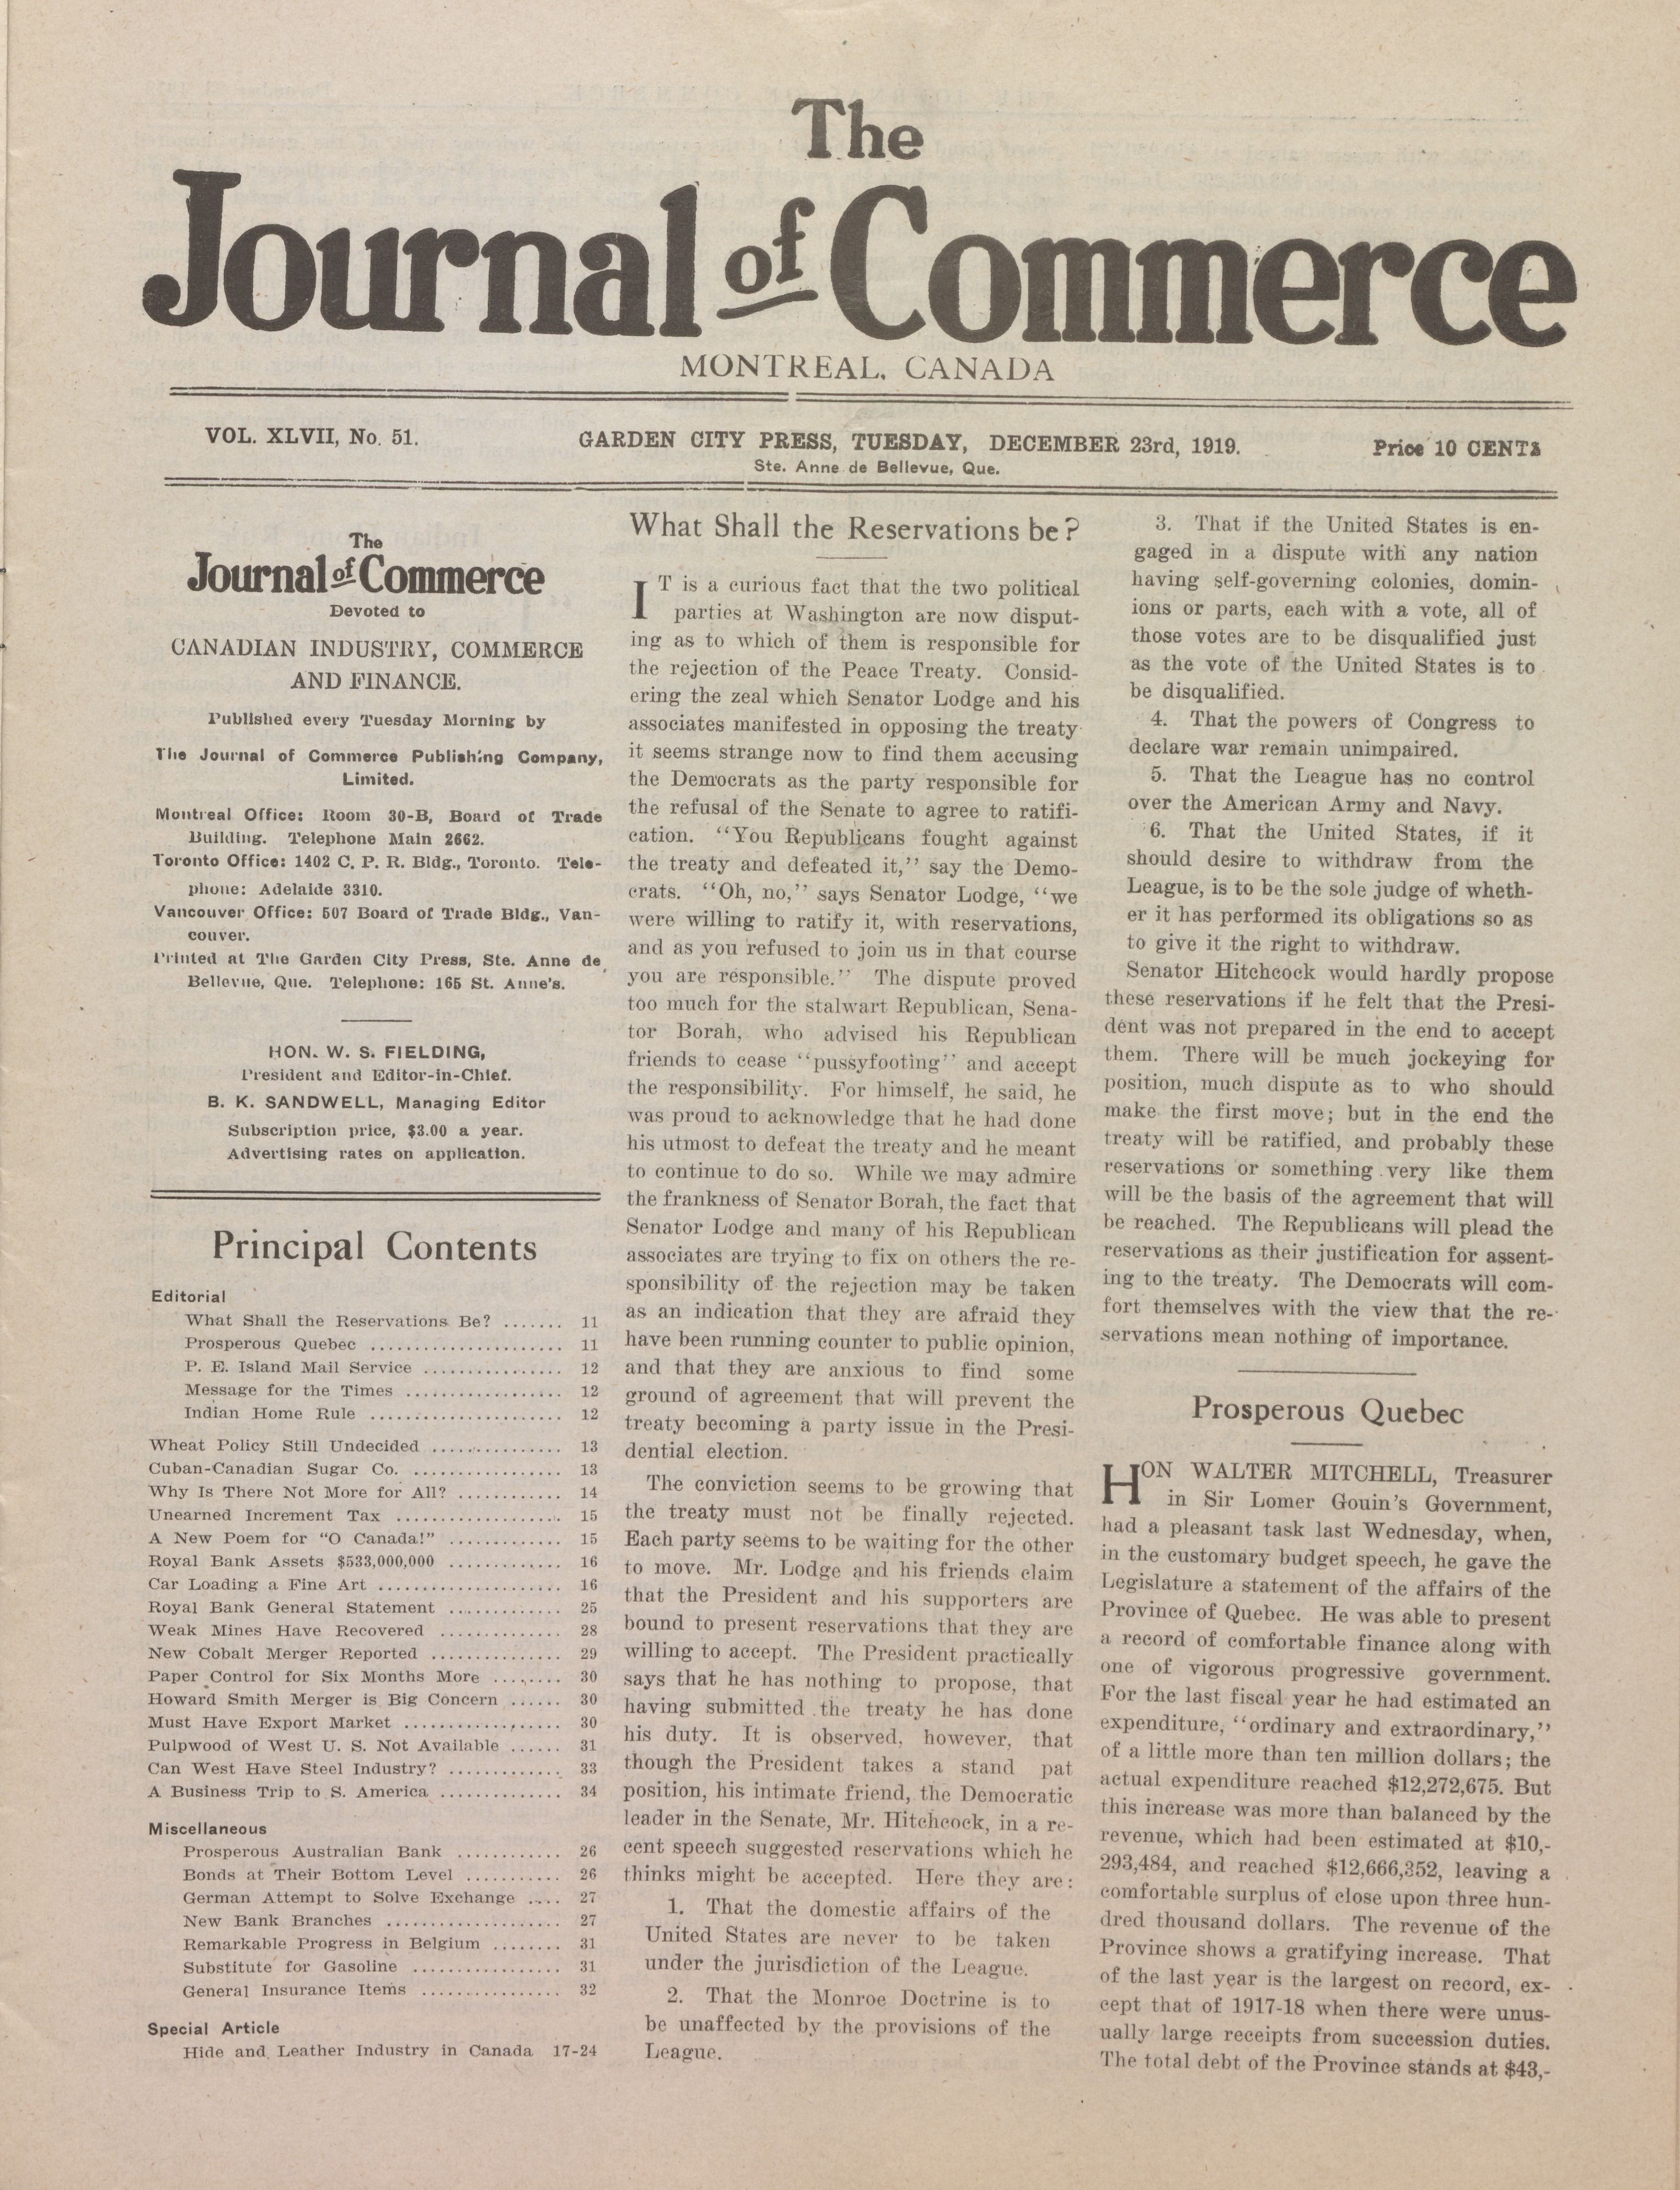 The
Journal of Commerce
MONTREAL, CANADA
VOL. XLVII, No. 51.
GARDEN CITY PRESS, TUESDAY, DECEMBER 23rd, 1919.
Price 10 CENTS
Ste. Anne de Bellevue, Que.
The
Journal of Commerce
Devoted to
CANADIAN INDUSTRY, COMMERCE
AND FINANCE.
Published every Tuesday Morning by
The Journal of Commerce Publishing Company,
Limited.
Montreal Office: Room 30-B, Board of Trade
Building. Telephone Main 2662.
Toronto Office: 1402 C. P. R. Bldg., Toronto. Tele-
phone: Adelaide 3310.
Vancouver Office: 507 Board of Trade Bldg., Van-
couver.
Printed at The Garden City Press, Ste. Anne de
Bellevue, Que. Telephone: 165 St. Anne's.
HON. W. S. FIELDING,
President and Editor-in-Chief.
B. K. SANDWELL, Managing Editor
Subscription price, $3.00 a year.
Advertising rates on application.
Principal Contents
Editorial
What Shall the Reservations Be? ....... 11
Prosperous Quebec ...................... 11
P. E. Island Mail Service ................ 12
Message for the Times .................. 12
Indian Home Rule ...................... 12
Wheat Policy Still Undecided ............... 13
Cuban-Canadian Sugar Co. ................. 13
Why Is There Not More for All? ............ 14
Unearned Increment Tax ................... 15
A New Poem for "O Canada!" ............. 15
Royal Bank Assets $533,000,000 ............. 16
Car Loading a Fine Art ..................... 16
Royal Bank General Statement ............. 25
Weak Mines Have Recovered .............. 28
New Cobalt Merger Reported ............... 29
Paper Control for Six Months More ........ 30
Howard Smith Merger is Big Concern ...... 30
Must Have Export Market .................. 30
Pulpwood of West U. S. Not Available ...... 31
Can West Have Steel Industry? ............. 33
A Business Trip to S. America .............. 34
Miscellaneous
Prosperous Australian Bank ............ 26
Bonds at Their Bottom Level ........... 26
German Attempt to Solve Exchange .... 27
New Bank Branches .................... 27
Remarkable Progress in Belgium ........ 31
Substitute for Gasoline ................. 31
General Insurance Items ................ 32
Special Article
Hide and Leather Industry in Canada 17-24
What Shall the Reservations be?
IT is a curious fact that the two political
parties at Washington are now disput-
ing as to which of them is responsible for
the rejection of the Peace Treaty. Consid-
ering the zeal which Senator Lodge and his
associates manifested in opposing the treaty
it seems strange now to find them accusing
the Democrats as the party responsible for
the refusal of the Senate to agree to ratifi-
cation. "You Republicans fought against
the treaty and defeated it," say the Demo-
crats. "Oh, no," says Senator Lodge, "we
were willing to ratify it, with reservations,
and as you refused to join us in that course
you are responsible." The dispute proved
too much for the stalwart Republican, Sena-
tor Borah, who advised his Republican
friends to cease "pussyfooting" and accept
the responsibility. For himself, he said, he
was proud to acknowledge that he had done
his utmost to defeat the treaty and he meant
to continue to do so. While we may admire
the frankness of Senator Borah, the fact that
Senator Lodge and many of his Republican
associates are trying to fix on others the re-
sponsibility of the rejection may be taken
as an indication that they are afraid they
have been running counter to public opinion,
and that they are anxious to find some
ground of agreement that will prevent the
treaty becoming a party issue in the Presi-
dential election.
The conviction seems to be growing that
the treaty must not be finally rejected.
Each party seems to be waiting for the other
to move. Mr. Lodge and his friends claim
that the President and his supporters are
bound to present reservations that they are
willing to accept. The President practically
says that he has nothing to propose, that
having submitted the treaty he has done
his duty. It is observed, however, that
though the President takes a stand pat
position, his intimate friend, the Democratic
leader in the Senate, Mr. Hitchcock, in a re-
cent speech suggested reservations which he
thinks might be accepted. Here they are:
1. That the domestic affairs of the
United States are never to be taken
under the jurisdiction of the League.
2. That the Monroe Doctrine is to
be unaffected by the provisions of the
League.
3. That if the United States is en-
gaged in a dispute with any nation
having self-governing colonies, domin-
ions or parts, each with a vote, all of
those votes are to be disqualified just
as the vote of the United States is to
be disqualified.
4. That the powers of Congress to
declare war remain unimpaired.
5. That the League has no control
over the American Army and Navy.
6. That the United States, if it
should desire to withdraw from the
League, is to be the sole judge of wheth-
er it has performed its obligations so as
to give it the right to withdraw.
Senator Hitchcock would hardly propose
these reservations if he felt that the Presi-
dent was not prepared in the end to accept
them. There will be much jockeying for
position, much dispute as to who should
make the first move; but in the end the
treaty will be ratified, and probably these
reservations or something very like them
will be the basis of the agreement that will
be reached. The Republicans will plead the
reservations as their justification for assent-
ing to the treaty. The Democrats will com-
fort themselves with the view that the re-
servations mean nothing of importance.
Prosperous Quebec
HON WALTER MITCHELL, Treasurer
in Sir Lomer Gouin's Government,
had a pleasant task last Wednesday, when,
in the customary budget speech, he gave the
Legislature a statement of the affairs of the
Province of Quebec. He was able to present
a record of comfortable finance along with
one of vigorous progressive government.
For the last fiscal year he had estimated an
expenditure, "ordinary and extraordinary,"
of a little more than ten million dollars; the
actual expenditure reached $12,272,675. But
this increase was more than balanced by the
revenue, which had been estimated at $10,-
293,484, and reached $12,666,352, leaving a
comfortable surplus of close upon three hun-
dred thousand dollars. The revenue of the
Province shows a gratifying increase. That
of the last year is the largest on record, ex-
cept that of 1917-18 when there were unus-
ually large receipts from succession duties.
The total debt of the Province stands at $43,-